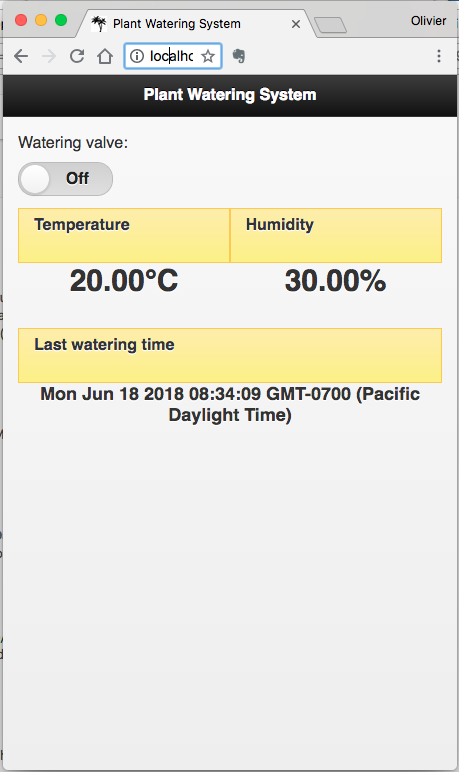 Plant Watering System
Olivier
localhc
Plant Watering System
Watering valve:
Off
Temperature
Humidity
20.00°C
30.00%
Last watering time
Mon Jun 18 2018 08:34:09 GMT-0700 (Pacific
Daylight Time)